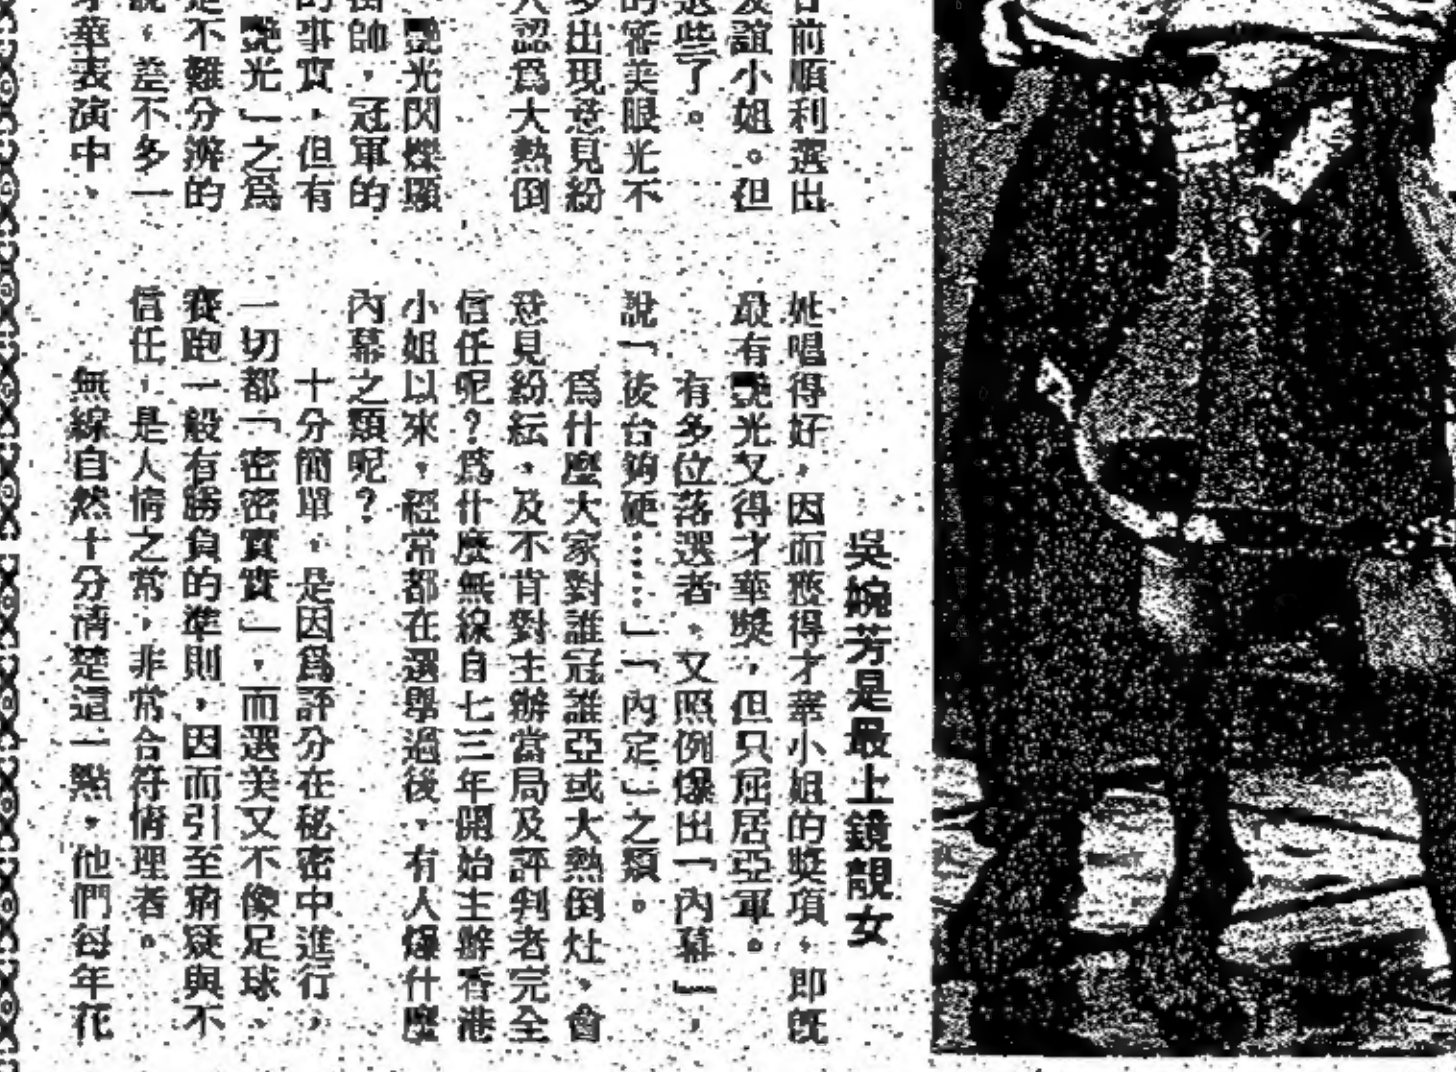 日前順利選出
友誼小姐。但
這些了。
的審美眼光不
多出現意見紛
人認爲大熱倒
艷光閃爍顯
掛帥，冠軍的
的事實，但有
「艷光」之爲
是不難分辨的
說，差不多一
才華表演中、
吳婉芳是最上鏡靚女
她唱得好，因而獲得才華小姐的獎項，即旣
最有艷光又得才華獎，但只屈居亞軍。
有多位落選者、又照例爆出「內幕」，
說「後台夠硬……」「內定」之類。
爲什麼大家對誰冠誰亞或大熱倒灶、會
意見紛紜、及不肯對主辦當局及評判者完全
信任呢？爲什麼無線自七三年開始主辦香港
小姐以來，經常都在選舉過後，有人爆什麼
內幕之類呢？
十分簡單，是因爲評分在秘密中進行，
一切都「密密實實」，而選美又不像足球、
賽跑一般有勝負的準則，因而引至猜疑與不
信任，是人情之常，非常合符情理者。
無綫自然十分清楚這一點，他們每年花